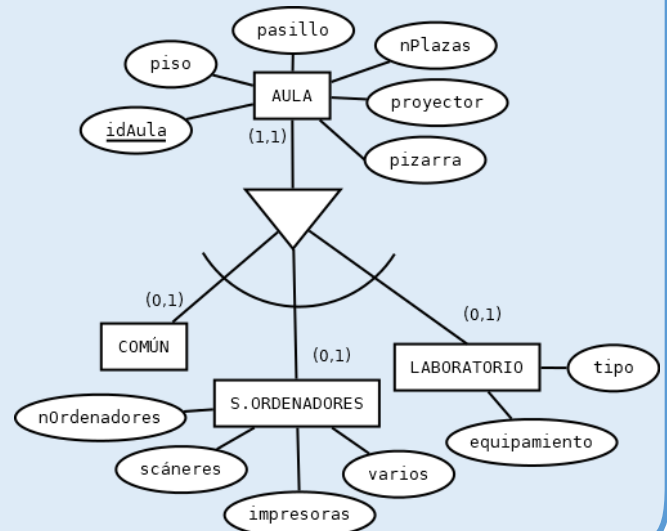 pasillo
nPlazas
piso
AULA
proyector
idAula
(1,1)
pizarra
(0,1)
(0,1)
COMÚN
(0,1)
LABORATORIO
tipo
S.ORDENADORES
nOrdenadores
equipamiento
scáneres
varios
impresoras